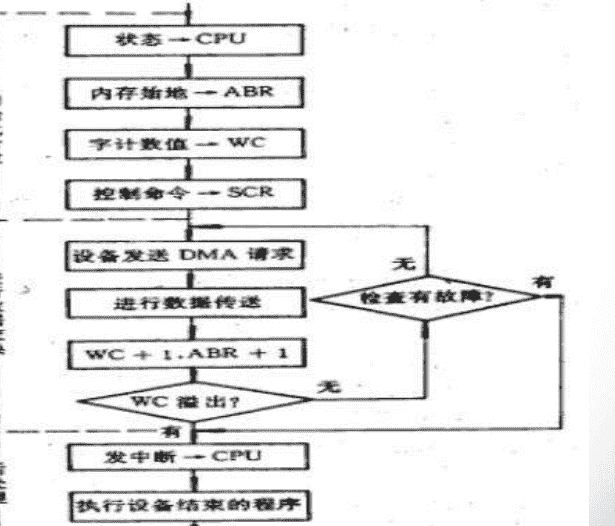 状态→CPU
内存始地→ABR
字计数值→WC
控制命令→SCR
设备发送 DMA 请求
无
有
检查有故障?
进行数据传送
WC + 1.ABR + 1
无
WC 溢出?
有
发中断→CPU
执行设备结束的程序